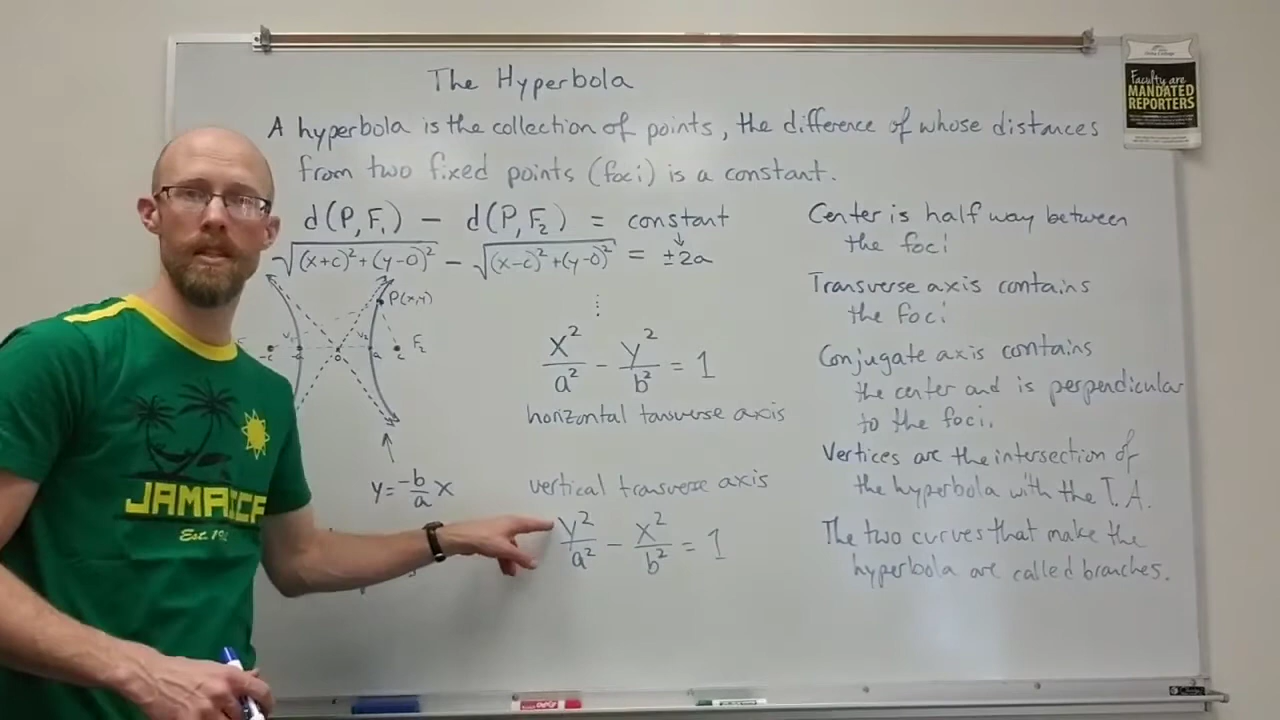 The Hyperbola
A hyperbola is the collection of points, the difference of whose distances
from two fixed points (foci) is a constant.
d(P,F₁) − d(P,F₂) = constant
√(x+c)²+(y-0)² − √(x-c)²+(y-0)² = ±2a
P(x,y)
-c
0
a
c
F₂
y=-b/a x
x²/a² − y²/b² = 1
horizontal tansverse axis
vertical transverse axis
y²/a² − x²/b² = 1
Center is half way between
the foci
Transverse axis contains
the foci
Conjugate axis contains
the center and is perpendicular
to the foci.
Vertices are the intersection of
the hyperbola with the T.A.
The two curves that make the
hyperbola are called branches.
Faculty are
MANDATED
REPORTERS
JAMAICA
Est.